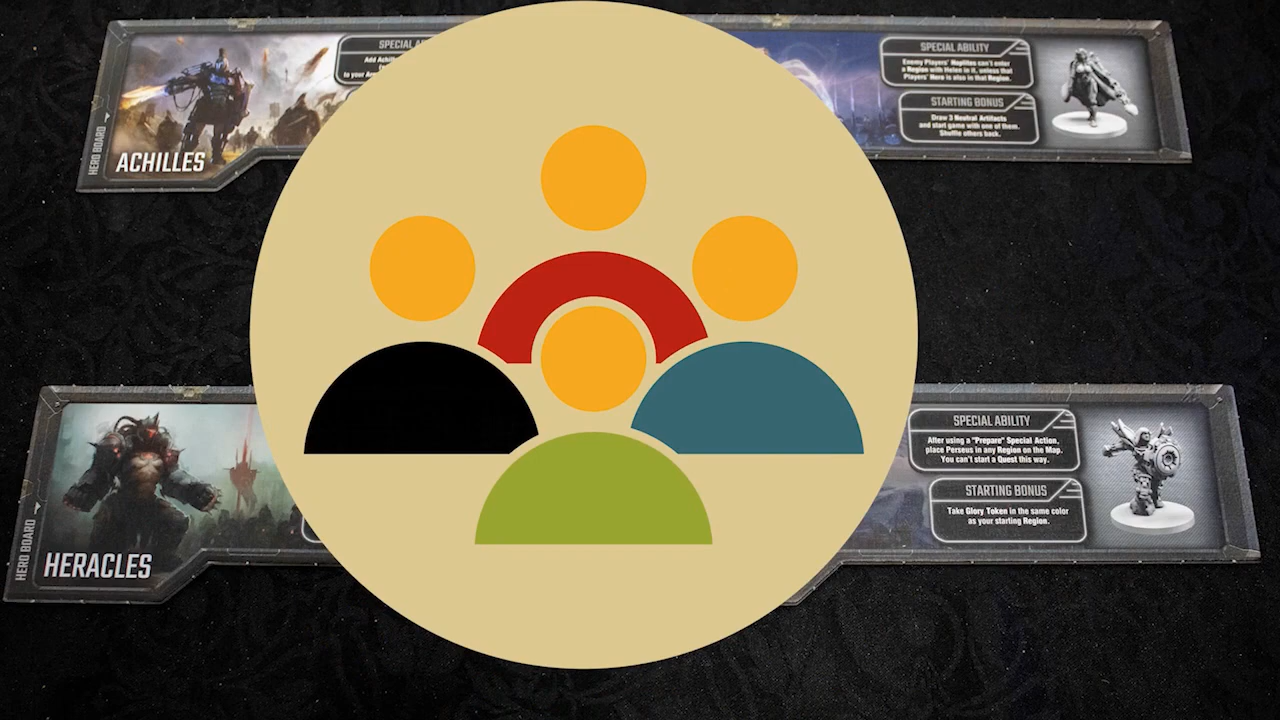 SPECIAL
Add
to your
HERO BOARD
ACHILLES
SPECIAL ABILITY
Enemy Players' Hoplites can't enter
a Region with Helen in it, unless that
Players' Hero is also in that Region.
STARTING BONUS
Draw 3 Neutral Artifacts
and start game with one of them.
Shuffle others back.
HERO BOARD
HERACLES
SPECIAL ABILITY
After using a "Prepare" Special Action,
place Perseus in any Region on the Map.
You can't start a Quest this way.
STARTING BONUS
Take Glory Token in the same color
as your starting Region.